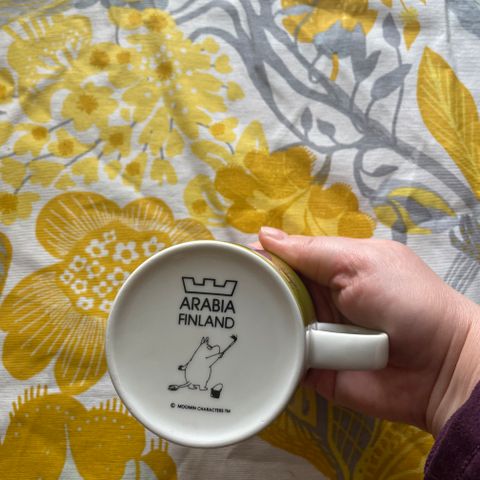 ARABIA
FINLAND
© MOOMIN CHARACTERS ™